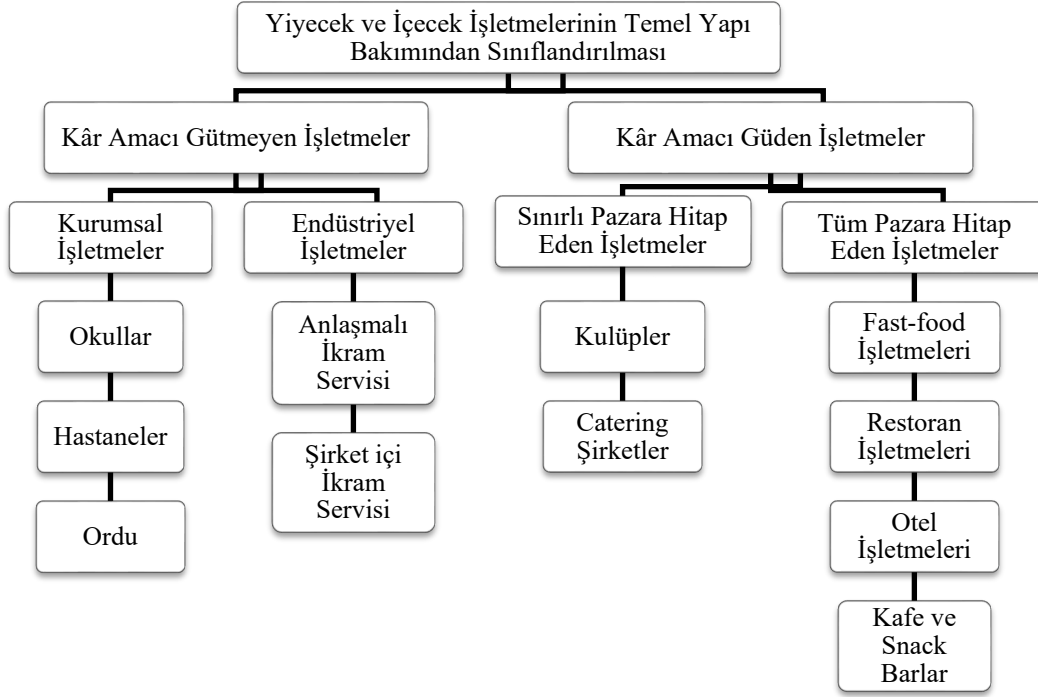 Yiyecek ve İçecek İşletmelerinin Temel Yapı
Bakımından Sınıflandırılması
Kâr Amacı Gütmeyen İşletmeler
Kâr Amacı Güden İşletmeler
Kurumsal
İşletmeler
Endüstriyel
İşletmeler
Sınırlı Pazara Hitap
Eden İşletmeler
Tüm Pazara Hitap
Eden İşletmeler
Okullar
Anlaşmalı
İkram
Servisi
Kulüpler
Fast-food
İşletmeleri
Hastaneler
Şirket içi
İkram
Servisi
Catering
Şirketler
Restoran
İşletmeleri
Ordu
Otel
İşletmeleri
Kafe ve
Snack
Barlar